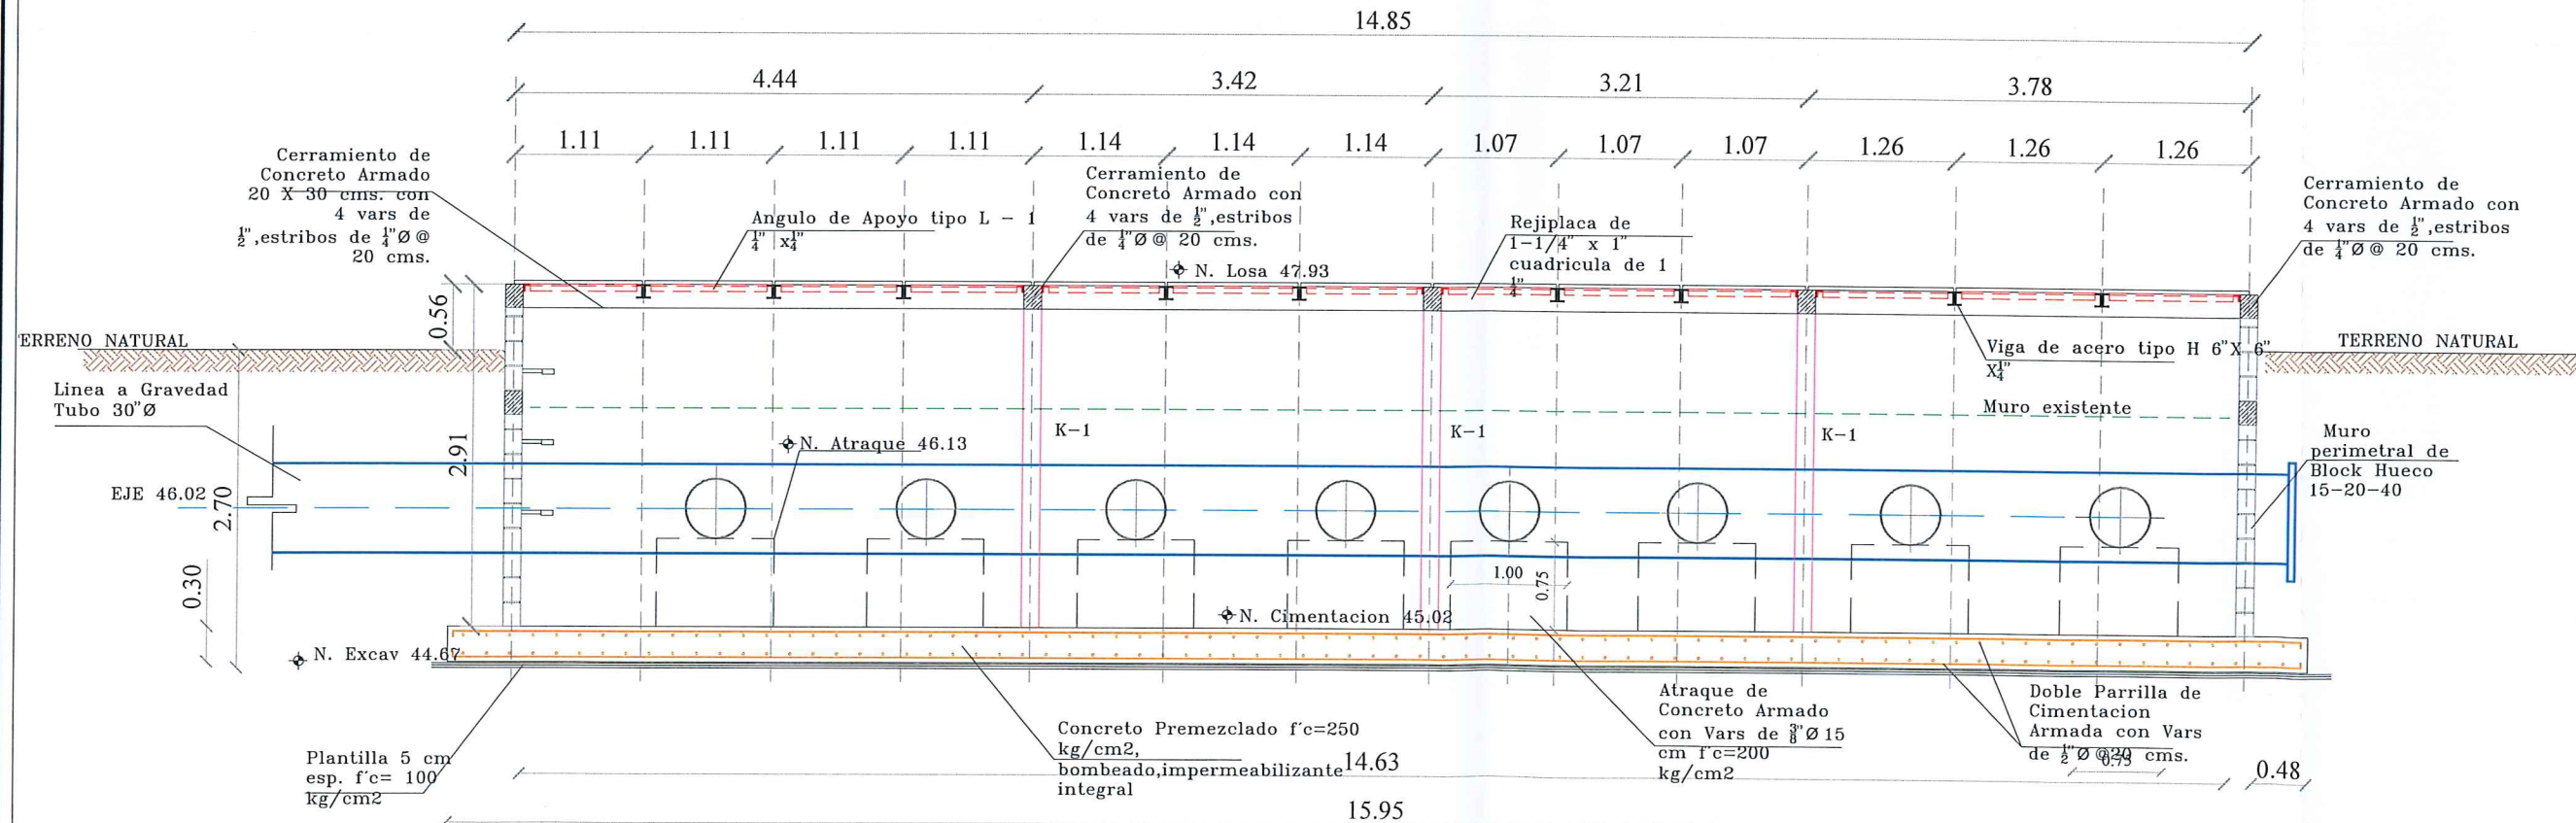 14.85
4.44
3.42
3.21
3.78
1.11
1.11
1.11
1.11
1.14
1.14
1.14
1.07
1.07
1.07
1.26
1.26
1.26
Cerramiento de
Concreto Armado
20 X 30 cms. con
4 vars de
1/2",estribos de 1/4"Ø @
20 cms.
Angulo de Apoyo tipo L - 1
1/4" x1/4"
Cerramiento de
Concreto Armado con
4 vars de 1/2",estribos
de 1/4"Ø @ 20 cms.
Rejiplaca de
1-1/4" x 1"
cuadricula de 1
1/4"
Cerramiento de
Concreto Armado con
4 vars de 1/2",estribos
de 1/4"Ø @ 20 cms.
N. Losa 47.93
0.56
ERRENO NATURAL
TERRENO NATURAL
Viga de acero tipo H 6"X 6"
X1/4"
Linea a Gravedad
Tubo 30"Ø
Muro existente
K-1
K-1
K-1
N. Atraque 46.13
2.91
Muro
perimetral de
Block Hueco
15-20-40
EJE 46.02
2.70
0.30
1.00
0.75
N. Cimentacion 45.02
N. Excav 44.67
Plantilla 5 cm
esp. f´c= 100
kg/cm2
Concreto Premezclado f´c=250
kg/cm2,
bombeado,impermeabilizante
integral
Atraque de
Concreto Armado
con Vars de 3/8"Ø 15
cm f´c=200
kg/cm2
Doble Parrilla de
Cimentacion
Armada con Vars
de 1/2"Ø @20 cms.
0.75
14.63
0.48
15.95